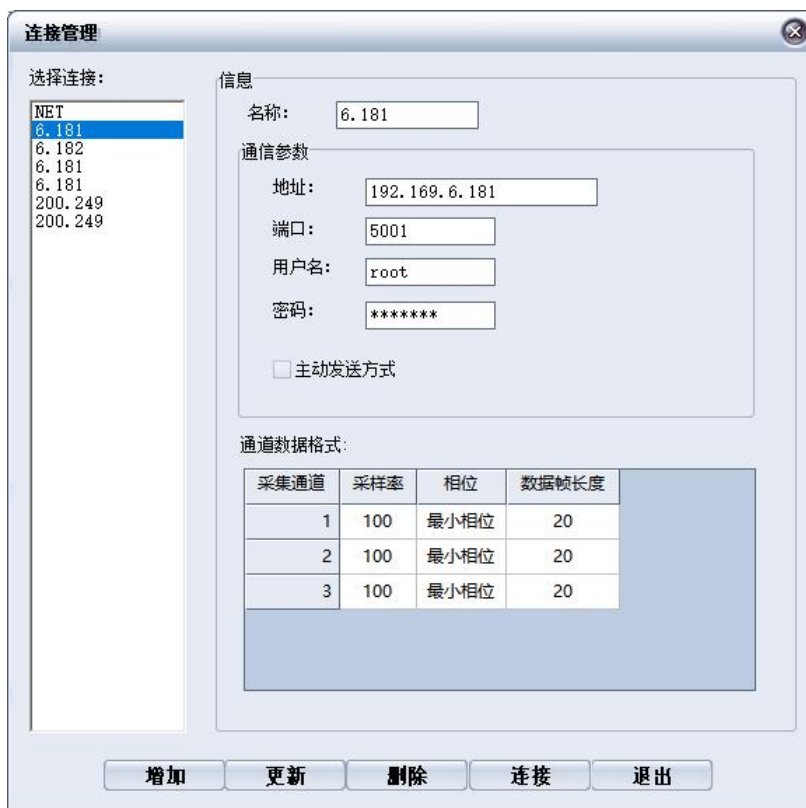 连接管理
选择连接：
NET
6.181
6.182
6.181
6.181
200.249
200.249
信息
名称： 6.181
通信参数
地址： 192.169.6.181
端口： 5001
用户名： root
密码： *******
主动发送方式
通道数据格式:
采集通道 采样率 相位 数据帧长度
1 100 最小相位 20
2 100 最小相位 20
3 100 最小相位 20
增加 更新 删除 连接 退出